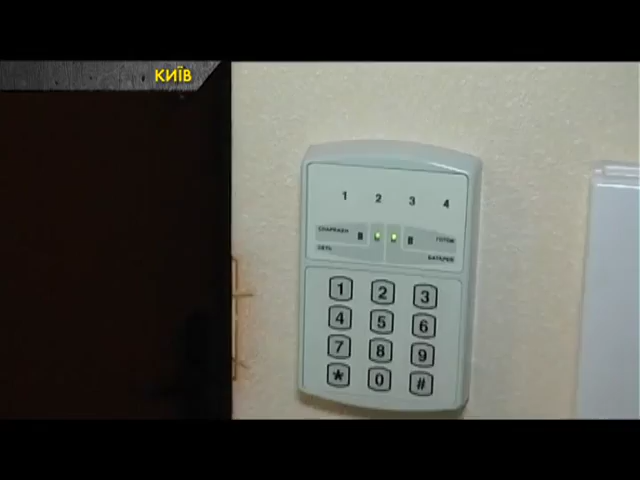 КИЇВ
1 2 3 4
ГОТОВ
БАТАРЕЯ
1 2 3
4 5 6
7 8 9
* 0 #